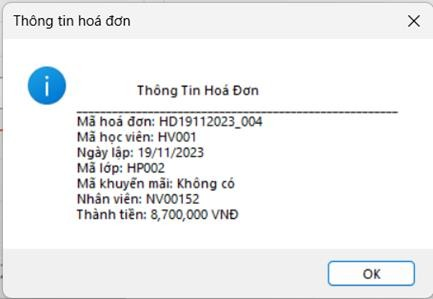 Thông tin hoá đơn
Thông Tin Hoá Đơn
Mã hoá đơn: HD19112023_004
Mã học viên: HV001
Ngày lập: 19/11/2023
Mã lớp: HP002
Mã khuyến mãi: Không có
Nhân viên: NV00152
Thành tiền: 8,700,000 VNĐ
OK